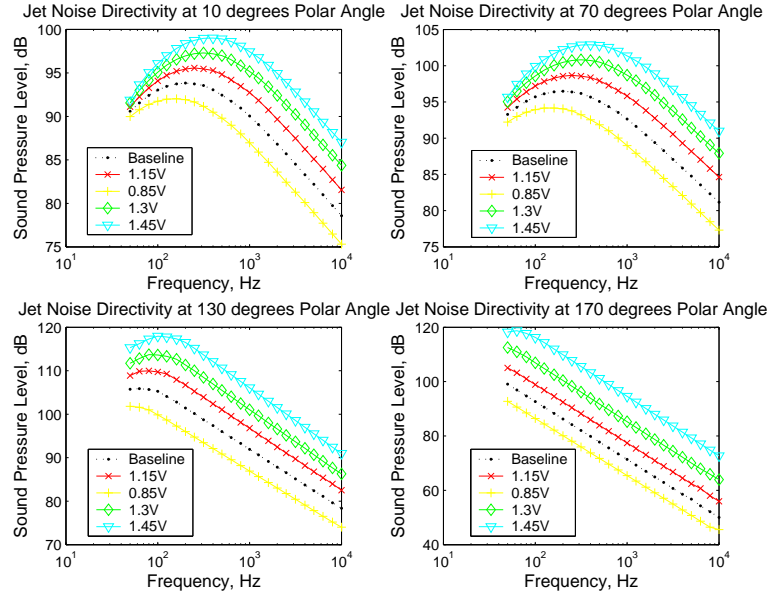 Jet Noise Directivity at 10 degrees Polar Angle
100
95
90
85
80
75
Sound Pressure Level, dB
Baseline
1.15V
0.85V
1.3V
1.45V
10^1
10^2
10^3
10^4
Frequency, Hz
Jet Noise Directivity at 70 degrees Polar Angle
105
100
95
90
85
80
75
Sound Pressure Level, dB
Baseline
1.15V
0.85V
1.3V
1.45V
10^1
10^2
10^3
10^4
Frequency, Hz
Jet Noise Directivity at 130 degrees Polar Angle
120
110
100
90
80
70
Sound Pressure Level, dB
Baseline
1.15V
0.85V
1.3V
1.45V
10^1
10^2
10^3
10^4
Frequency, Hz
Jet Noise Directivity at 170 degrees Polar Angle
120
100
80
60
40
Sound Pressure Level, dB
Baseline
1.15V
0.85V
1.3V
1.45V
10^1
10^2
10^3
10^4
Frequency, Hz